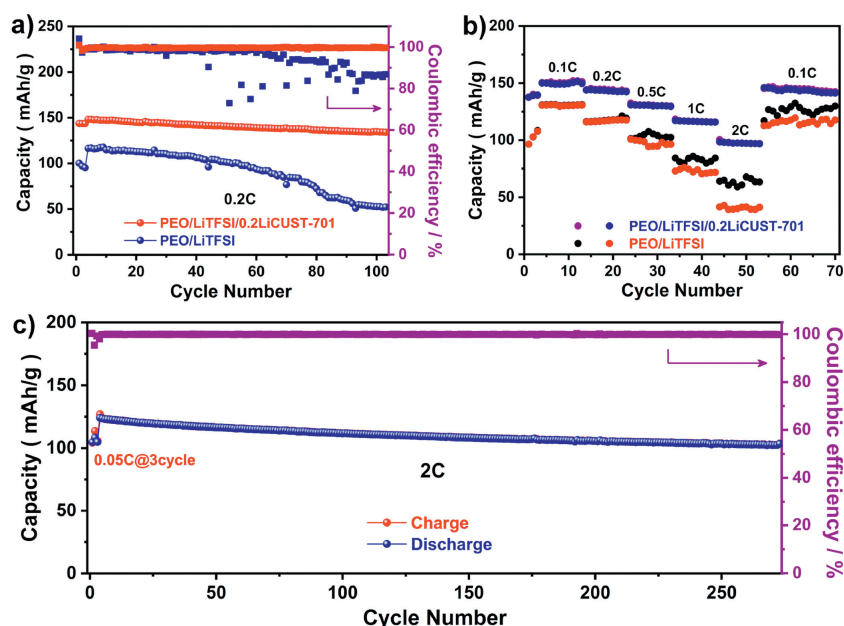 a)
Capacity ( mAh/g )
250
200
150
100
50
0
0 20 40 60 80 100
Cycle Number
100
80
60
40
20
0
Coulombic efficiency / %
0.2C
PEO/LiTFSI/0.2LiCUST-701
PEO/LiTFSI
b)
Capacity ( mAh/g )
200
150
100
50
0
0 10 20 30 40 50 60 70
Cycle Number
0.1C
0.2C
0.5C
1C
2C
0.1C
PEO/LiTFSI/0.2LiCUST-701
PEO/LiTFSI
c)
Capacity ( mAh/g )
200
150
100
50
0
0 50 100 150 200 250
Cycle Number
100
80
60
40
20
0
Coulombic efficiency / %
0.05C@3cycle
2C
Charge
Discharge